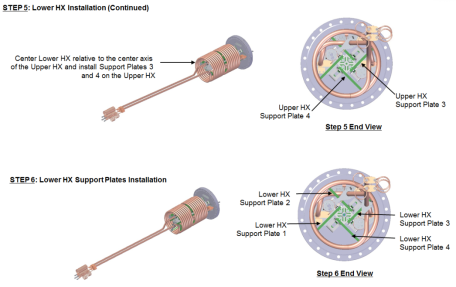 STEP 5: Lower HX Installation (Continued)
Center Lower HX relative to the center axis
of the Upper HX and install Support Plates 3
and 4 on the Upper HX
Upper HX
Support Plate 3
Upper HX
Support Plate 4
Step 5 End View
STEP 6: Lower HX Support Plates Installation
Lower HX
Support Plate 2
Lower HX
Support Plate 3
Lower HX
Support Plate 1
Lower HX
Support Plate 4
Step 6 End View